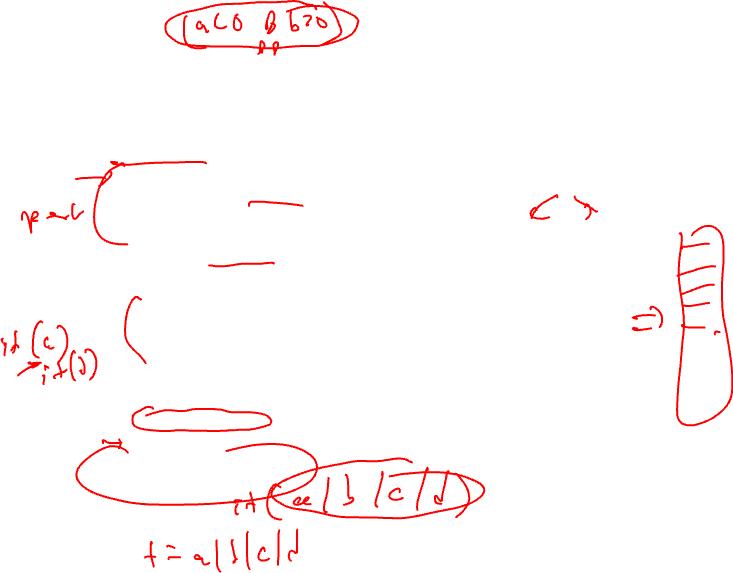 (a<0 & b>0)
< >
if (a)
if (b)
if (a | b | c | d)
t = a | b | c | d